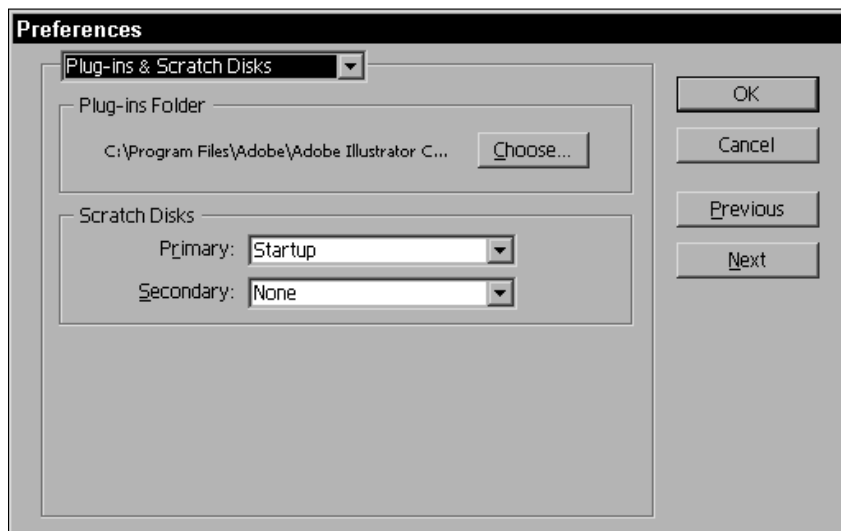 Preferences
Plug-ins & Scratch Disks
OK
Plug-ins Folder
C:\Program Files\Adobe\Adobe Illustrator C...
Choose...
Cancel
Scratch Disks
Previous
Primary: Startup
Next
Secondary: None